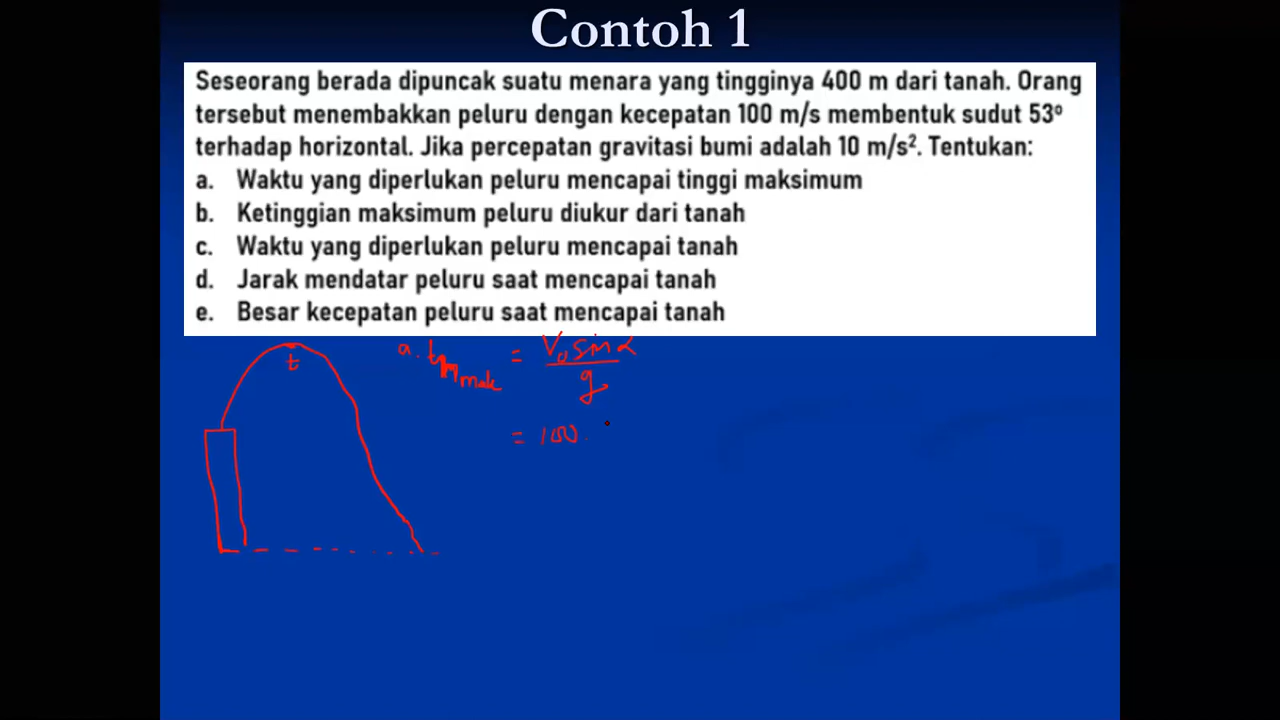 Contoh 1
Seseorang berada dipuncak suatu menara yang tingginya 400 m dari tanah. Orang
tersebut menembakkan peluru dengan kecepatan 100 m/s membentuk sudut 53º
terhadap horizontal. Jika percepatan gravitasi bumi adalah 10 m/s². Tentukan:
a. Waktu yang diperlukan peluru mencapai tinggi maksimum
b. Ketinggian maksimum peluru diukur dari tanah
c. Waktu yang diperlukan peluru mencapai tanah
d. Jarak mendatar peluru saat mencapai tanah
e. Besar kecepatan peluru saat mencapai tanah
t
a. t = V₀ sin α
mak
g
= 100.